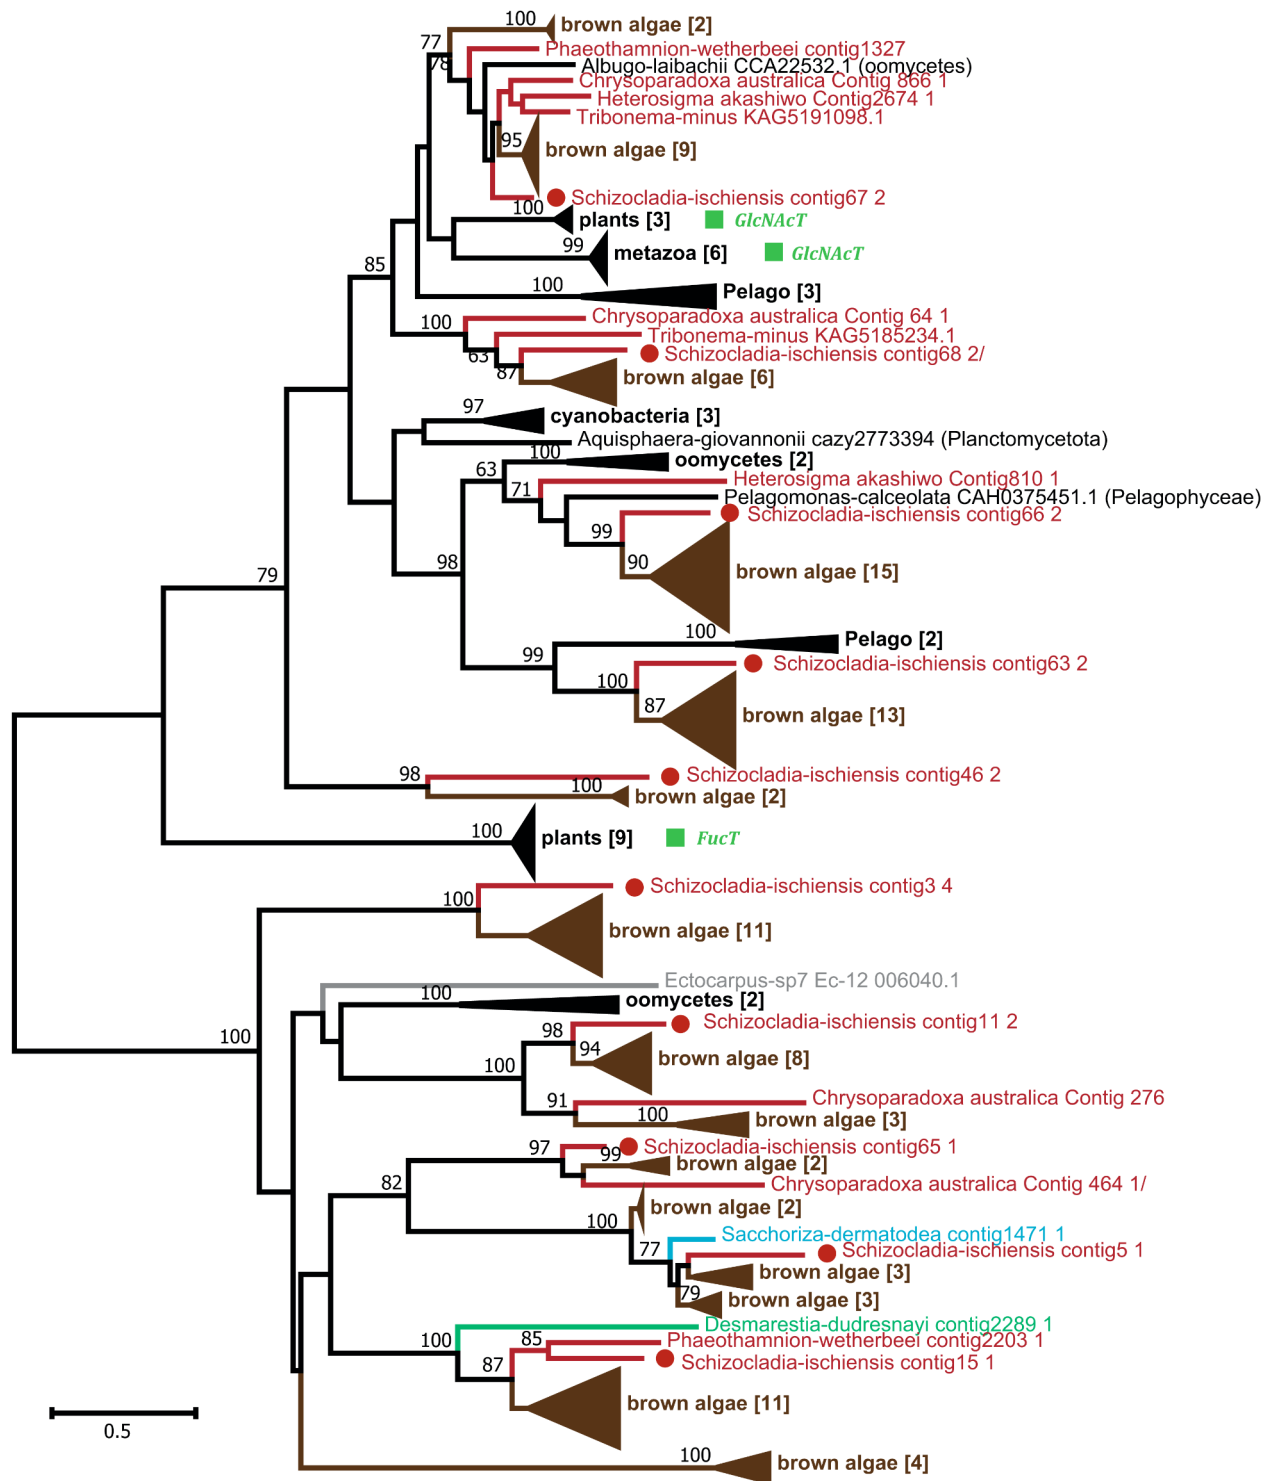 100 brown algae [2]
77
Phaeothamnion-wetherbeei contig1327
78
Albugo-laibachii CCA22532.1 (oomycetes)
Chrysoparadoxa australica Contig 866 1
Heterosigma akashiwo Contig2674 1
Tribonema-minus KAG5191098.1
95 brown algae [9]
Schizocladia-ischiensis contig67 2
100 plants [3] GlcNAcT
99 metazoa [6] GlcNAcT
85
100 Pelago [3]
Chrysoparadoxa australica Contig 64 1
100
Tribonema-minus KAG5185234.1
63
Schizocladia-ischiensis contig68 2/
87 brown algae [6]
97 cyanobacteria [3]
Aquisphaera-giovannonii cazy2773394 (Planctomycetota)
100 oomycetes [2]
63
Heterosigma akashiwo Contig810 1
71
Pelagomonas-calceolata CAH0375451.1 (Pelagophyceae)
Schizocladia-ischiensis contig66 2
99
98 90 brown algae [15]
79
100 Pelago [2]
99
Schizocladia-ischiensis contig63 2
100
87 brown algae [13]
98 Schizocladia-ischiensis contig46 2
100 brown algae [2]
100 plants [9] FucT
Schizocladia-ischiensis contig3 4
100
brown algae [11]
Ectocarpus-sp7 Ec-12 006040.1
100 oomycetes [2]
Schizocladia-ischiensis contig11 2
100 98
94 brown algae [8]
100
Chrysoparadoxa australica Contig 276
91 100 brown algae [3]
97 Schizocladia-ischiensis contig65 1
99 brown algae [2]
82 Chrysoparadoxa australica Contig 464 1/
brown algae [2]
100
Sacchoriza-dermatodea contig1471 1
77 Schizocladia-ischiensis contig5 1
brown algae [3]
79 brown algae [3]
Desmarestia-dudresnayi contig2289 1
100 85 Phaeothamnion-wetherbeei contig2203 1
87 Schizocladia-ischiensis contig15 1
brown algae [11]
0.5
100 brown algae [4]